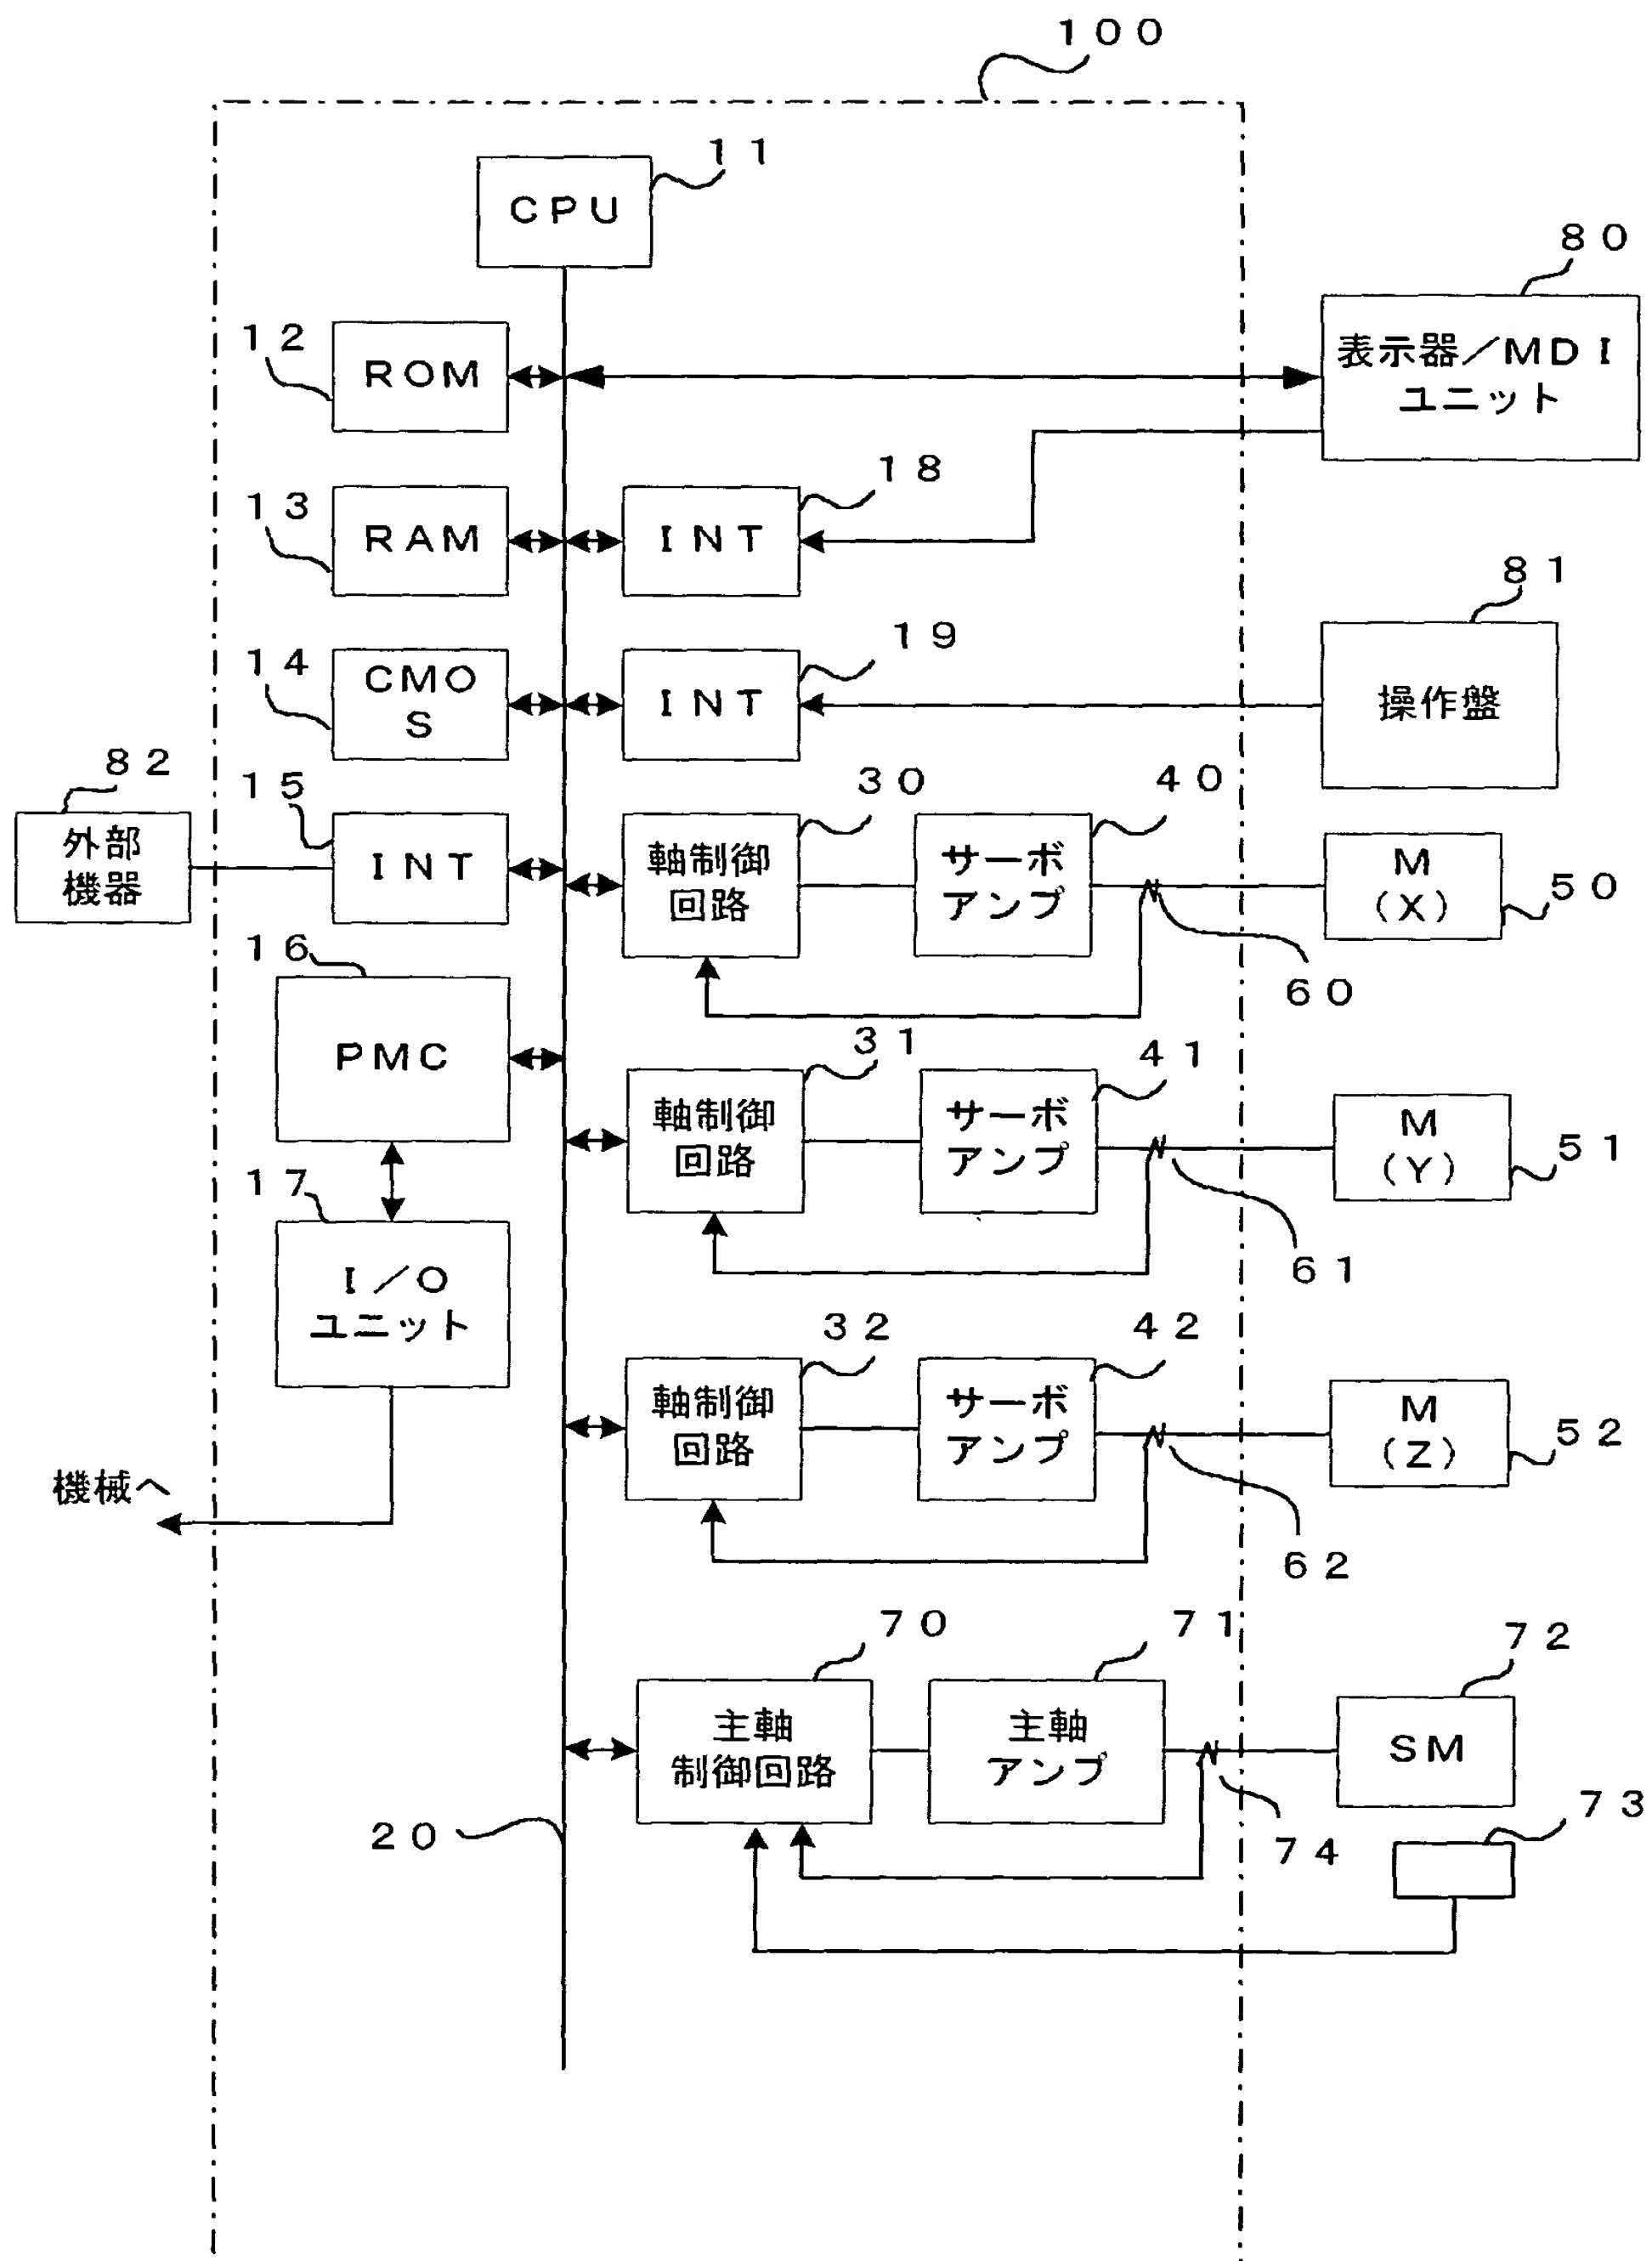 １００
１１
ＣＰＵ
８０
表示器／ＭＤＩ
ユニット
１２
ＲＯＭ
１８
１３
ＲＡＭ
ＩＮＴ
８１
操作盤
１９
１４
ＣＭＯ
Ｓ
ＩＮＴ
８２
外部
機器
１５
ＩＮＴ
３０
軸制御
回路
４０
サーボ
アンプ
Ｍ
（Ｘ）
５０
６０
１６
ＰＭＣ
３１
軸制御
回路
４１
サーボ
アンプ
Ｍ
（Ｙ）
５１
６１
１７
Ｉ／Ｏ
ユニット
３２
軸制御
回路
４２
サーボ
アンプ
Ｍ
（Ｚ）
５２
６２
機械へ
７０
主軸
制御回路
７１
主軸
アンプ
７２
ＳＭ
７３
７４
２０